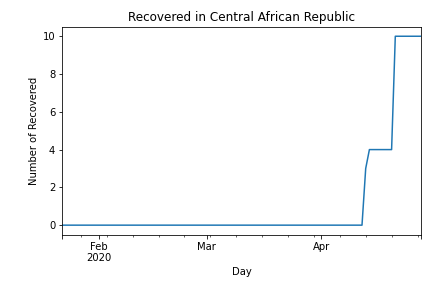 Recovered in Central African Republic
Number of Recovered
10
8
6
4
2
0
Feb
2020
Mar
Apr
Day